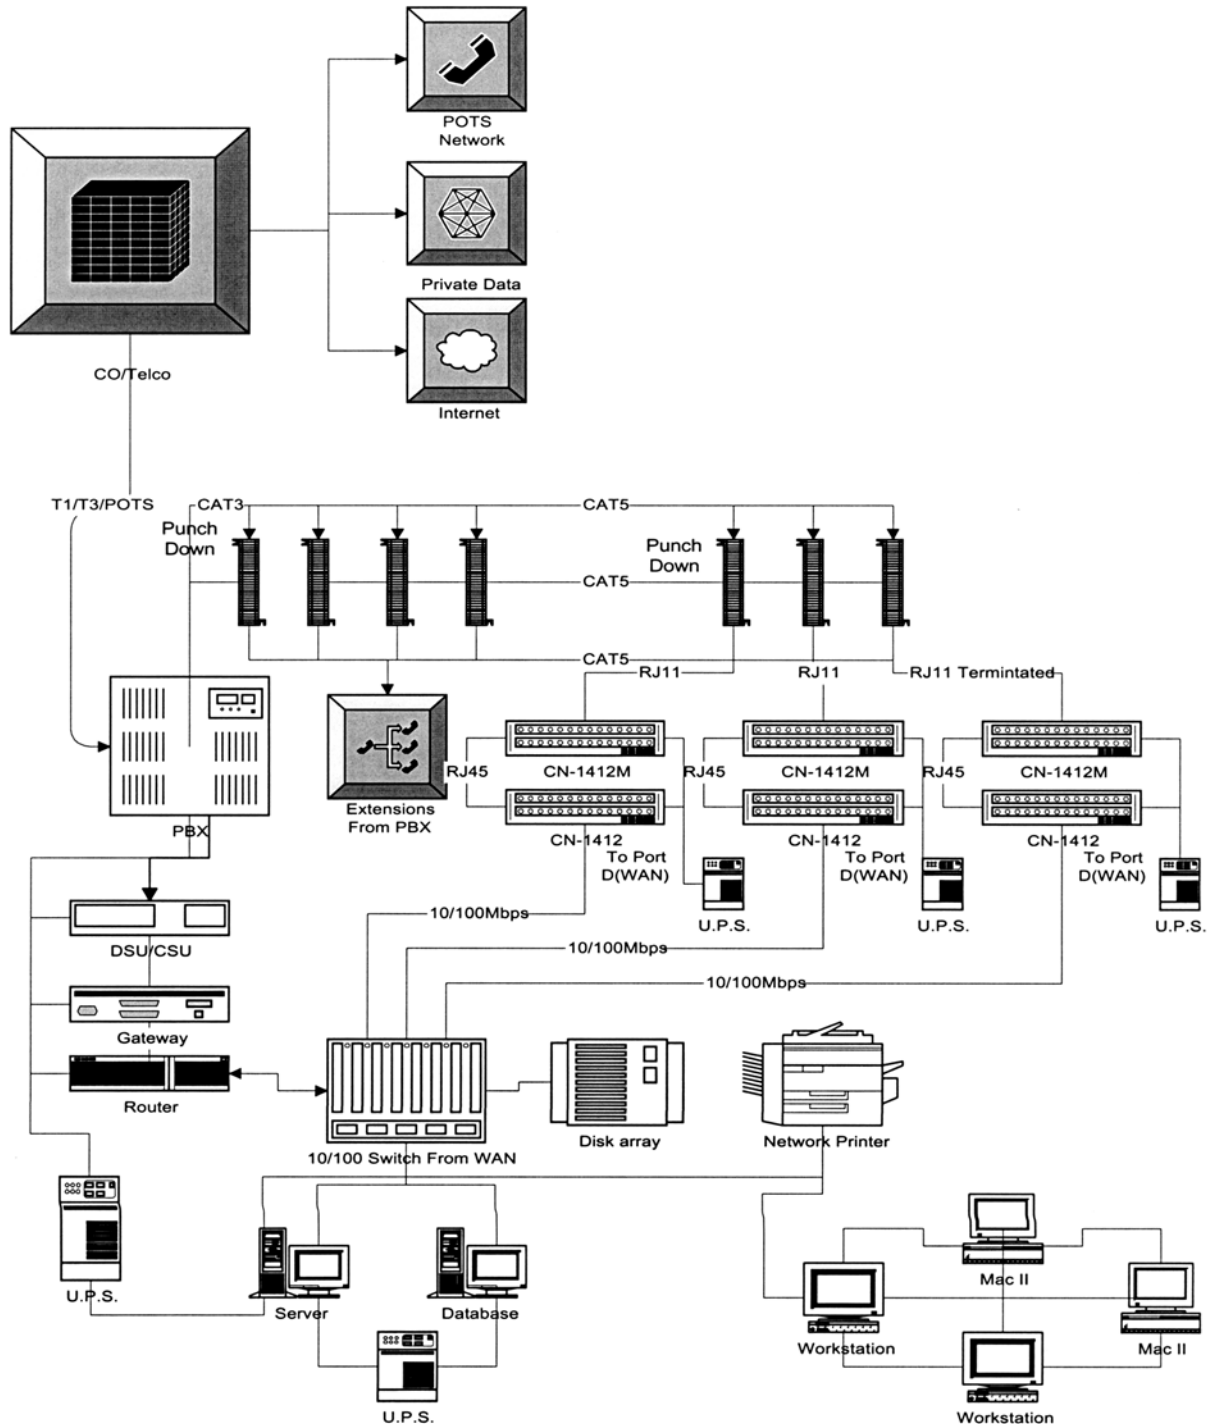 POTS
Network
Private Data
Internet
CO/Telco
T1/T3/POTS
CAT3
CAT5
Punch
Down
Punch
Down
CAT5
CAT5
RJ11
RJ11
RJ11 Termintated
PBX
Extensions
From PBX
RJ45
CN-1412M
RJ45
CN-1412M
RJ45
CN-1412M
CN-1412
CN-1412
CN-1412
To Port
D(WAN)
To Port
D(WAN)
To Port
D(WAN)
U.P.S.
U.P.S.
U.P.S.
10/100Mbps
10/100Mbps
10/100Mbps
DSU/CSU
Gateway
Router
10/100 Switch From WAN
Disk array
Network Printer
U.P.S.
Server
Database
U.P.S.
Mac II
Workstation
Mac II
Workstation